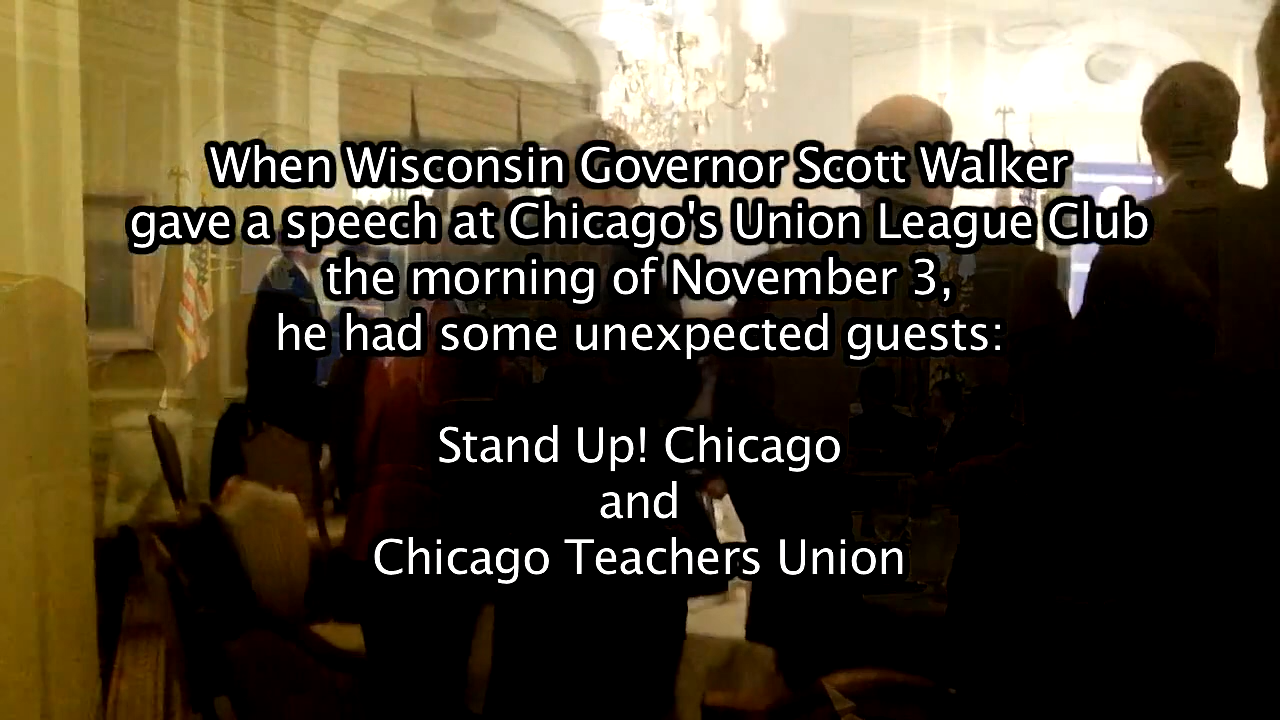 When Wisconsin Governor Scott Walker
gave a speech at Chicago's Union League Club
the morning of November 3,
he had some unexpected guests:
Stand Up! Chicago
and
Chicago Teachers Union